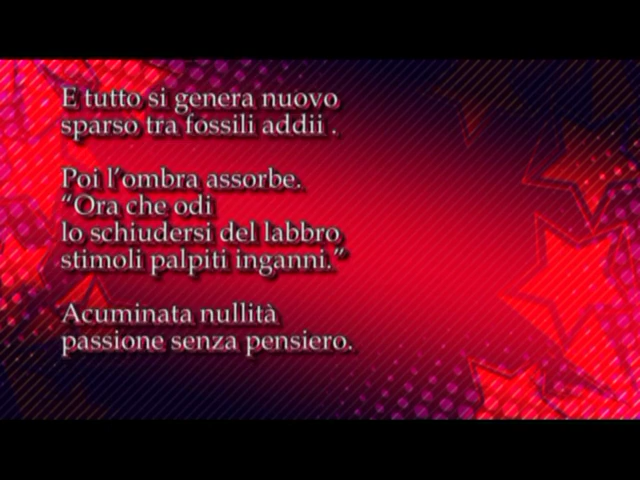 E tutto si genera nuovo
sparso tra fossili addii .
Poi l’ombra assorbe.
“Ora che odi
lo schiudersi del labbro
stimoli palpiti inganni.”
Acuminata nullità
passione senza pensiero.